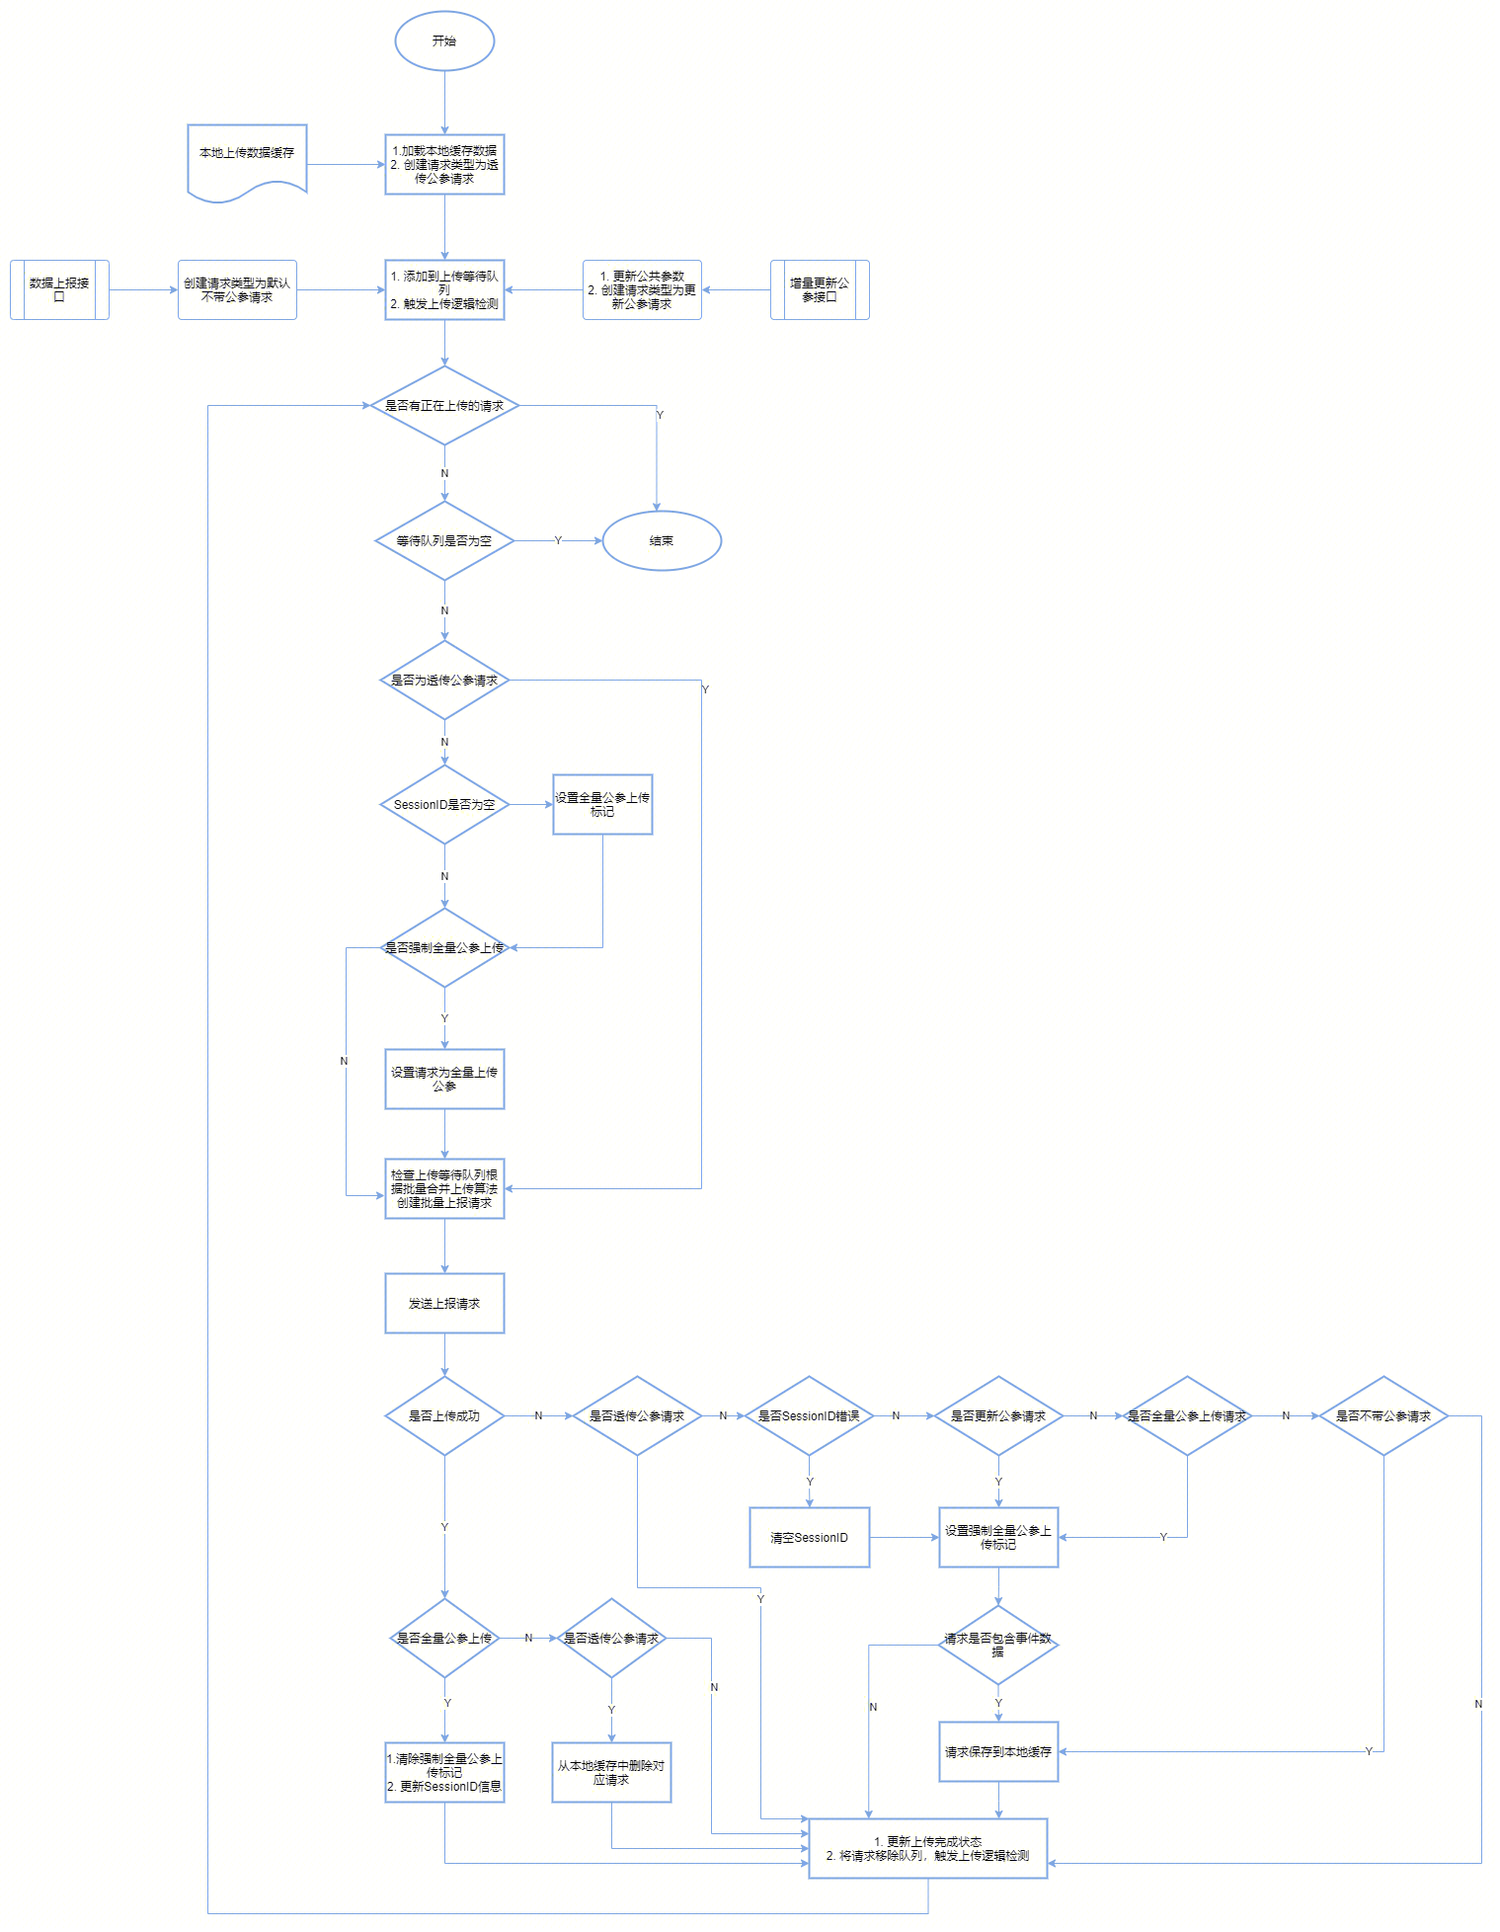 开始
本地上传数据缓存
1.加载本地缓存数据
2. 创建请求类型为透
传公参请求
数据上报接
口
创建请求类型为默认
不带公参请求
1. 添加到上传等待队
列
2. 触发上传逻辑检测
1. 更新公共参数
2. 创建请求类型为更
新公参请求
增量更新公
参接口
是否有正在上传的请求
Y
N
等待队列是否为空
Y
结束
N
是否为透传公参请求
Y
N
SessionID是否为空
设置全量公参上传
标记
N
是否强制全量公参上传
Y
N
设置请求为全量上传
公参
检查上传等待队列根
据批量合并上传算法
创建批量上报请求
发送上报请求
是否上传成功
N
是否透传公参请求
N
是否SessionID错误
N
是否更新公参请求
N
是否全量公参上传请求
N
是否不带公参请求
Y
Y
Y
清空SessionID
设置强制全量公参上
传标记
Y
Y
是否全量公参上传
N
是否透传公参请求
请求是否包含事件数
据
N
Y
Y
N
Y
N
1.清除强制全量公参上
传标记
2. 更新SessionID信息
从本地缓存中删除对
应请求
请求保存到本地缓存
Y
1. 更新上传完成状态
2. 将请求移除队列，触发上传逻辑检测